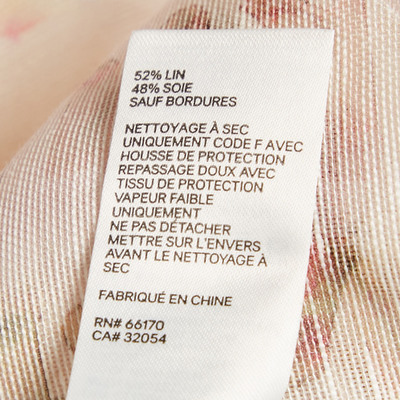 52% LIN
48% SOIE
SAUF BORDURES
NETTOYAGE À SEC
UNIQUEMENT CODE F AVEC
HOUSSE DE PROTECTION
REPASSAGE DOUX AVEC
TISSU DE PROTECTION
VAPEUR FAIBLE
UNIQUEMENT
NE PAS DÉTACHER
METTRE SUR L'ENVERS
AVANT LE NETTOYAGE À
SEC
FABRIQUÉ EN CHINE
RN# 66170
CA# 32054